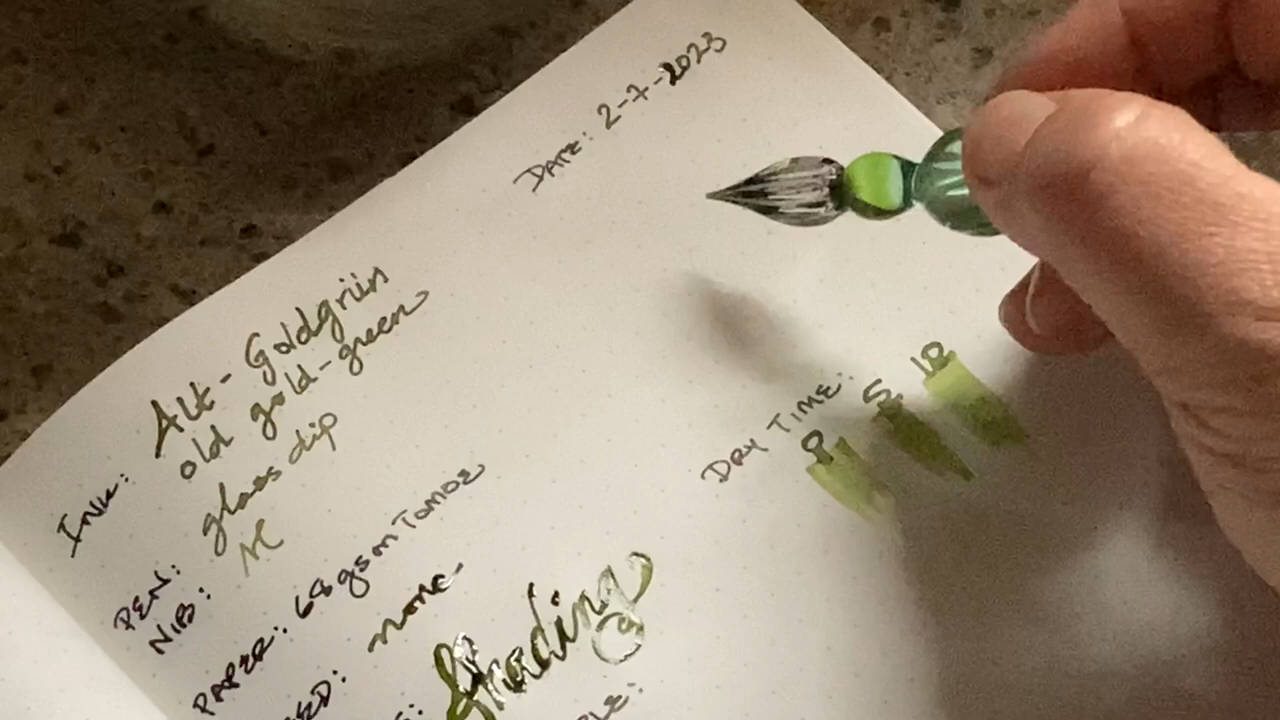 DATE: 2-7-2023
INK: Alt-Goldgrün
old gold-green
PEN: glass dip
NIB: M
PAPER: 68gsm TOMOE
none
Shading
DRY TIME:
0 5 10